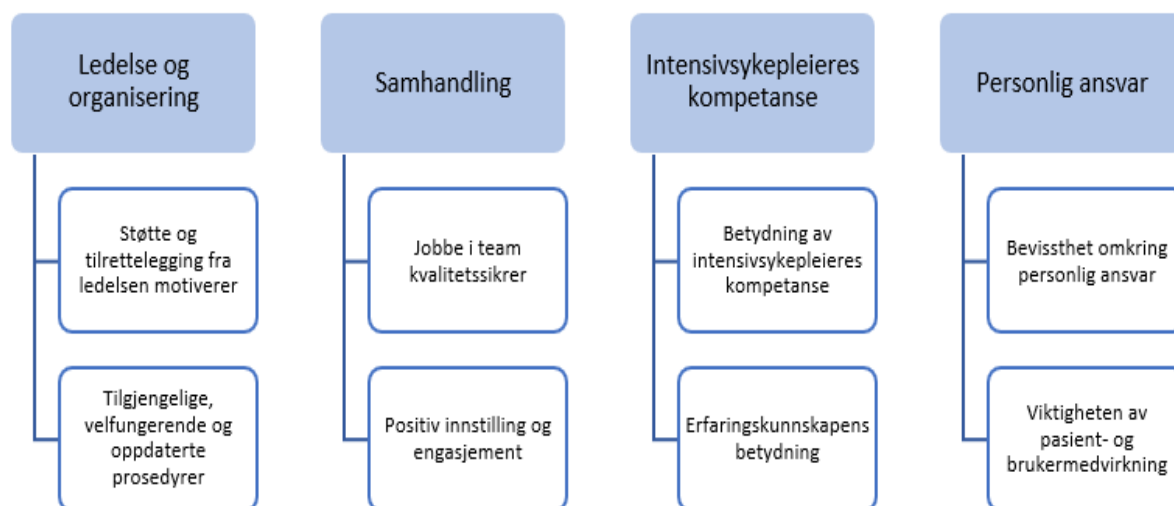 Ledelse og
organisering
Støtte og
tilrettelegging fra
ledelsen motiverer
Tilgjengelige,
velfungerende og
oppdaterte
prosedyrer
Samhandling
Jobbe i team
kvalitetssikrer
Positiv innstilling og
engasjement
Intensivsykepleieres
kompetanse
Betydning av
intensivsykepleieres
kompetanse
Erfaringskunnskapens
betydning
Personlig ansvar
Bevissthet omkring
personlig ansvar
Viktigheten av
pasient- og
brukermedvirkning